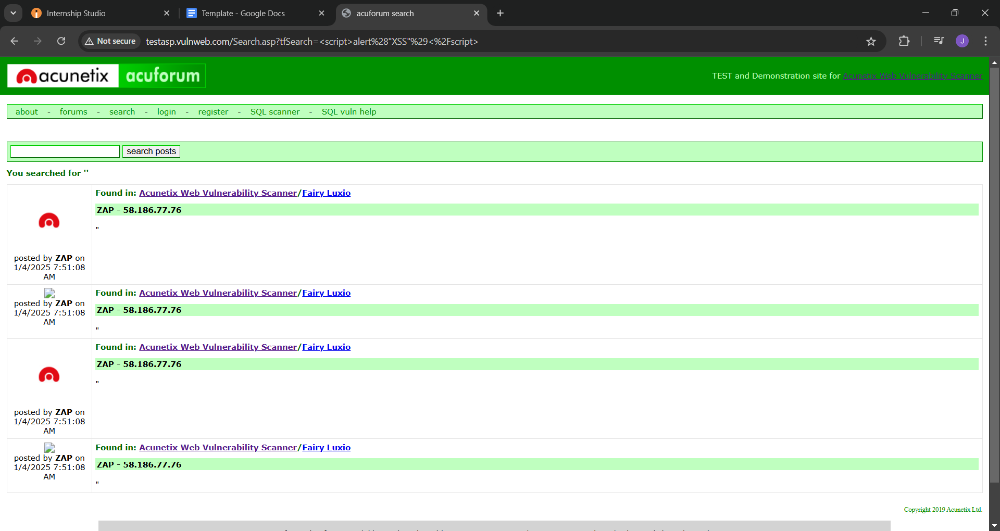 Internship Studio
Template - Google Docs
acuforum search
Not secure
testasp.vulnweb.com/Search.asp?tfSearch=<script>alert%28"XSS"%29<%2Fscript>
J
acunetix acuforum
TEST and Demonstration site for Acunetix Web Vulnerability Scanner
about - forums - search - login - register - SQL scanner - SQL vuln help
search posts
You searched for ''
Found in: Acunetix Web Vulnerability Scanner/Fairy Luxio
ZAP - 58.186.77.76
"
posted by ZAP on
1/4/2025 7:51:08
AM
Found in: Acunetix Web Vulnerability Scanner/Fairy Luxio
ZAP - 58.186.77.76
"
posted by ZAP on
1/4/2025 7:51:08
AM
Found in: Acunetix Web Vulnerability Scanner/Fairy Luxio
ZAP - 58.186.77.76
"
posted by ZAP on
1/4/2025 7:51:08
AM
Found in: Acunetix Web Vulnerability Scanner/Fairy Luxio
ZAP - 58.186.77.76
"
posted by ZAP on
1/4/2025 7:51:08
AM
Copyright 2019 Acunetix Ltd.